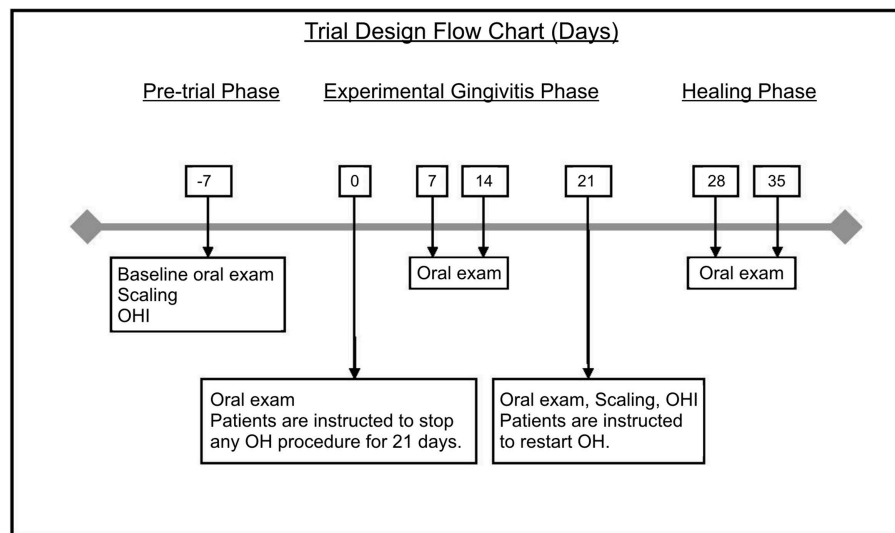 Trial Design Flow Chart (Days)
Pre-trial Phase
Experimental Gingivitis Phase
Healing Phase
-7
0
7
14
21
28
35
Baseline oral exam
Scaling
OHI
Oral exam
Oral exam
Oral exam
Patients are instructed to stop
any OH procedure for 21 days.
Oral exam, Scaling, OHI
Patients are instructed
to restart OH.